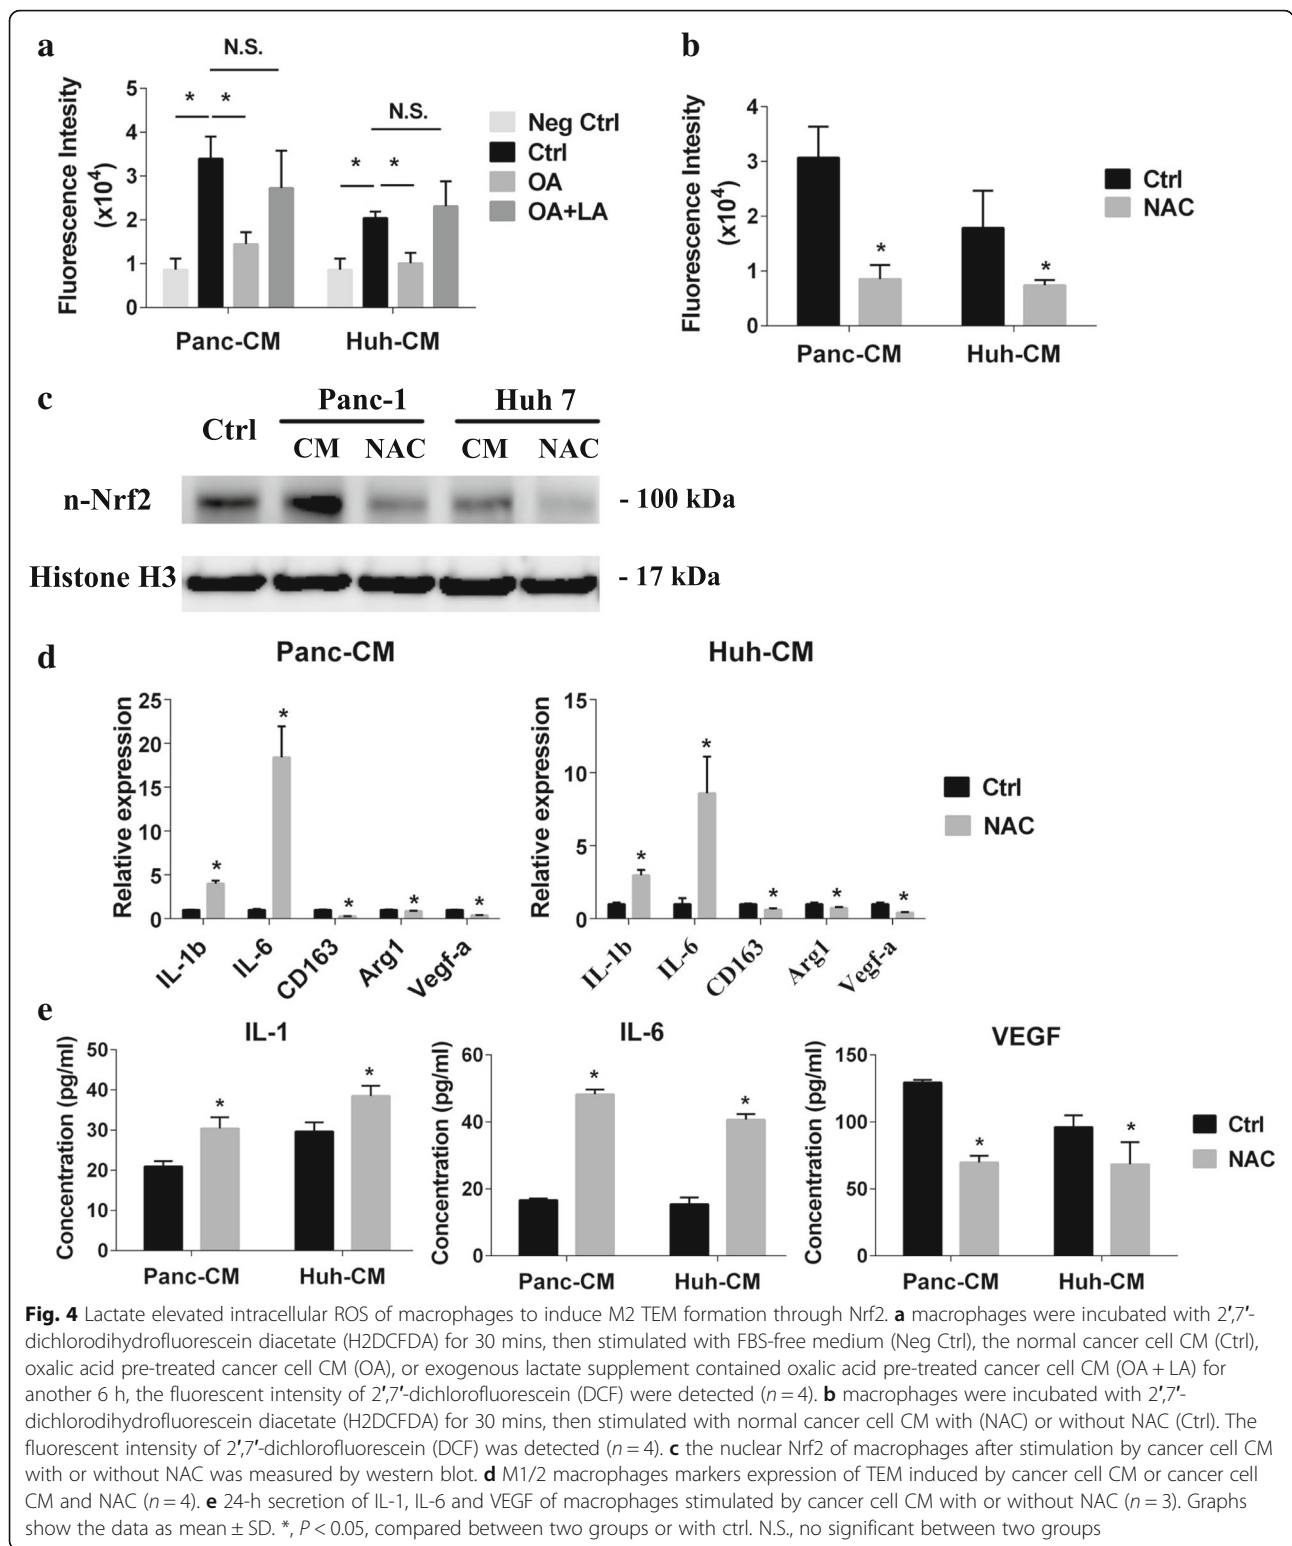 a
N.S.
Fluorescence Intesity
(x10⁴)
5
4
3
2
1
0
* *
N.S.
* *
Panc-CM Huh-CM
Neg Ctrl
Ctrl
OA
OA+LA
b
Fluorescence Intesity
(x10⁴)
4
3
2
1
0
*
*
Panc-CM Huh-CM
Ctrl
NAC
c
Panc-1 Huh 7
Ctrl CM NAC CM NAC
n-Nrf2 - 100 kDa
Histone H3 - 17 kDa
d
Panc-CM
Relative expression
25
20
15
10
5
0
* * * * *
IL-1b IL-6 CD163 Arg1 Vegf-a
Huh-CM
Relative expression
15
10
5
0
* * * * *
IL-1b IL-6 CD163 Arg1 Vegf-a
Ctrl
NAC
e
IL-1
Concentration (pg/ml)
50
40
30
20
10
0
* *
Panc-CM Huh-CM
IL-6
Concentration (pg/ml)
60
40
20
0
* *
Panc-CM Huh-CM
VEGF
Concentration (pg/ml)
150
100
50
0
* *
Panc-CM Huh-CM
Ctrl
NAC
Fig. 4 Lactate elevated intracellular ROS of macrophages to induce M2 TEM formation through Nrf2. a macrophages were incubated with 2′,7′-
dichlorodihydrofluorescein diacetate (H2DCFDA) for 30 mins, then stimulated with FBS-free medium (Neg Ctrl), the normal cancer cell CM (Ctrl),
oxalic acid pre-treated cancer cell CM (OA), or exogenous lactate supplement contained oxalic acid pre-treated cancer cell CM (OA + LA) for
another 6 h, the fluorescent intensity of 2′,7′-dichlorofluorescein (DCF) were detected (n = 4). b macrophages were incubated with 2′,7′-
dichlorodihydrofluorescein diacetate (H2DCFDA) for 30 mins, then stimulated with normal cancer cell CM with (NAC) or without NAC (Ctrl). The
fluorescent intensity of 2′,7′-dichlorofluorescein (DCF) was detected (n = 4). c the nuclear Nrf2 of macrophages after stimulation by cancer cell CM
with or without NAC was measured by western blot. d M1/2 macrophages markers expression of TEM induced by cancer cell CM or cancer cell
CM and NAC (n = 4). e 24-h secretion of IL-1, IL-6 and VEGF of macrophages stimulated by cancer cell CM with or without NAC (n = 3). Graphs
show the data as mean ± SD. *, P < 0.05, compared between two groups or with ctrl. N.S., no significant between two groups